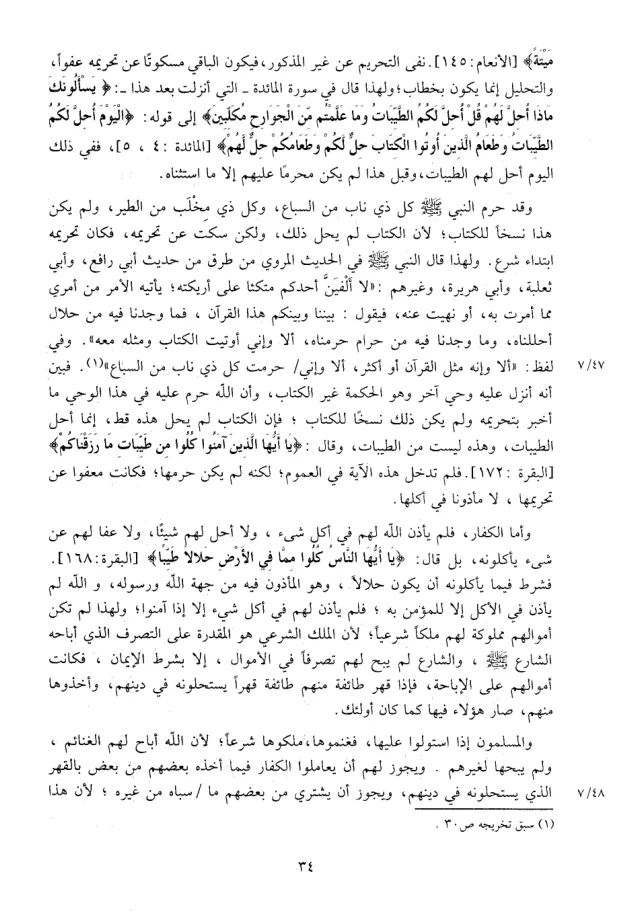 مَيْتَةً﴾ [الأنعام: ١٤٥]. نفى التحريم عن غير المذكور، فيكون الباقي مسكوتًا عن تحريمه عفواً،
والتحليل إنما يكون بخطاب؛ ولهذا قال في سورة المائدة ـ التي أنزلت بعد هذا ـ: ﴿ يَسْأَلُونَكَ
مَاذَا أُحِلَّ لَهُمْ قُلْ أُحِلَّ لَكُمُ الطَّيِّبَاتُ وَمَا عَلَّمْتُم مِّنَ الْجَوَارِحِ مُكَلِّبِينَ﴾ إلى قوله: ﴿الْيَوْمَ أُحِلَّ لَكُمُ
الطَّيِّبَاتُ وَطَعَامُ الَّذِينَ أُوتُوا الْكِتَابَ حِلٌّ لَّكُمْ وَطَعَامُكُمْ حِلٌّ لَّهُمْ﴾ [المائدة: ٤ ، ٥]، ففي ذلك
اليوم أحل لهم الطيبات، وقبل هذا لم يكن محرمًا عليهم إلا ما استثناه.
وقد حرم النبي ﷺ كل ذي ناب من السباع، وكل ذي مِخْلَب من الطير، ولم يكن
هذا نسخاً للكتاب؛ لأن الكتاب لم يحل ذلك، ولكن سكت عن تحريمه، فكان تحريمه
ابتداء شرع. ولهذا قال النبي ﷺ في الحديث المروي من طرق من حديث أبي رافع، وأبي
ثعلبة، وأبي هريرة، وغيرهم : «لا أُلْفِيَنَّ أحدكم متكئا على أريكته؛ يأتيه الأمر من أمري
مما أمرت به، أو نهيت عنه، فيقول : بيننا وبينكم هذا القرآن ، فما وجدنا فيه من حلال
أحللناه، وما وجدنا فيه من حرام حرمناه، ألا وإني أوتيت الكتاب ومثله معه». وفي
لفظ: «ألا وإنه مثل القرآن أو أكثر، ألا وإني/ حرمت كل ذي ناب من السباع»(١). فبين ٧/٤٧
أنه أنزل عليه وحي آخر وهو الحكمة غير الكتاب، وأن الله حرم عليه في هذا الوحي ما
أخبر بتحريمه ولم يكن ذلك نسخًا للكتاب ؛ فإن الكتاب لم يحل هذه قط، إنما أحل
الطيبات، وهذه ليست من الطيبات، وقال : ﴿يَا أَيُّهَا الَّذِينَ آمَنُوا كُلُوا مِن طَيِّبَاتِ مَا رَزَقْنَاكُمْ﴾
[البقرة :١٧٢]. فلم تدخل هذه الآية في العموم؛ لكنه لم يكن حرمها؛ فكانت معفوا عن
تحريمها ، لا مأذونا في أكلها.
وأما الكفار، فلم يأذن الله لهم في أكل شيء ، ولا أحل لهم شيئًا، ولا عفا لهم عن
شيء يأكلونه، بل قال: ﴿يَا أَيُّهَا النَّاسُ كُلُوا مِمَّا فِي الأَرْضِ حَلالاً طَيِّبًا﴾ [البقرة:١٦٨].
فشرط فيما يأكلونه أن يكون حلالاً ، وهو المأذون فيه من جهة الله ورسوله، و الله لم
يأذن في الأكل إلا للمؤمن به ؛ فلم يأذن لهم في أكل شيء إلا إذا آمنوا؛ ولهذا لم تكن
أموالهم مملوكة لهم ملكاً شرعياً؛ لأن الملك الشرعي هو المقدرة على التصرف الذي أباحه
الشارع ﷺ ، والشارع لم يبح لهم تصرفاً في الأموال ، إلا بشرط الإيمان ، فكانت
أموالهم على الإباحة، فإذا قهر طائفة منهم طائفة قهراً يستحلونه في دينهم، وأخذوها
منهم، صار هؤلاء فيها كما كان أولئك.
والمسلمون إذا استولوا عليها، فغنموها، ملكوها شرعاً؛ لأن الله أباح لهم الغنائم ،
ولم يبحها لغيرهم . ويجوز لهم أن يعاملوا الكفار فيما أخذه بعضهم من بعض بالقهر
الذي يستحلونه في دينهم، ويجوز أن يشتري من بعضهم ما / سباه من غيره ؛ لأن هذا ٧/٤٨
(١) سبق تخريجه ص٣٠ .
٣٤